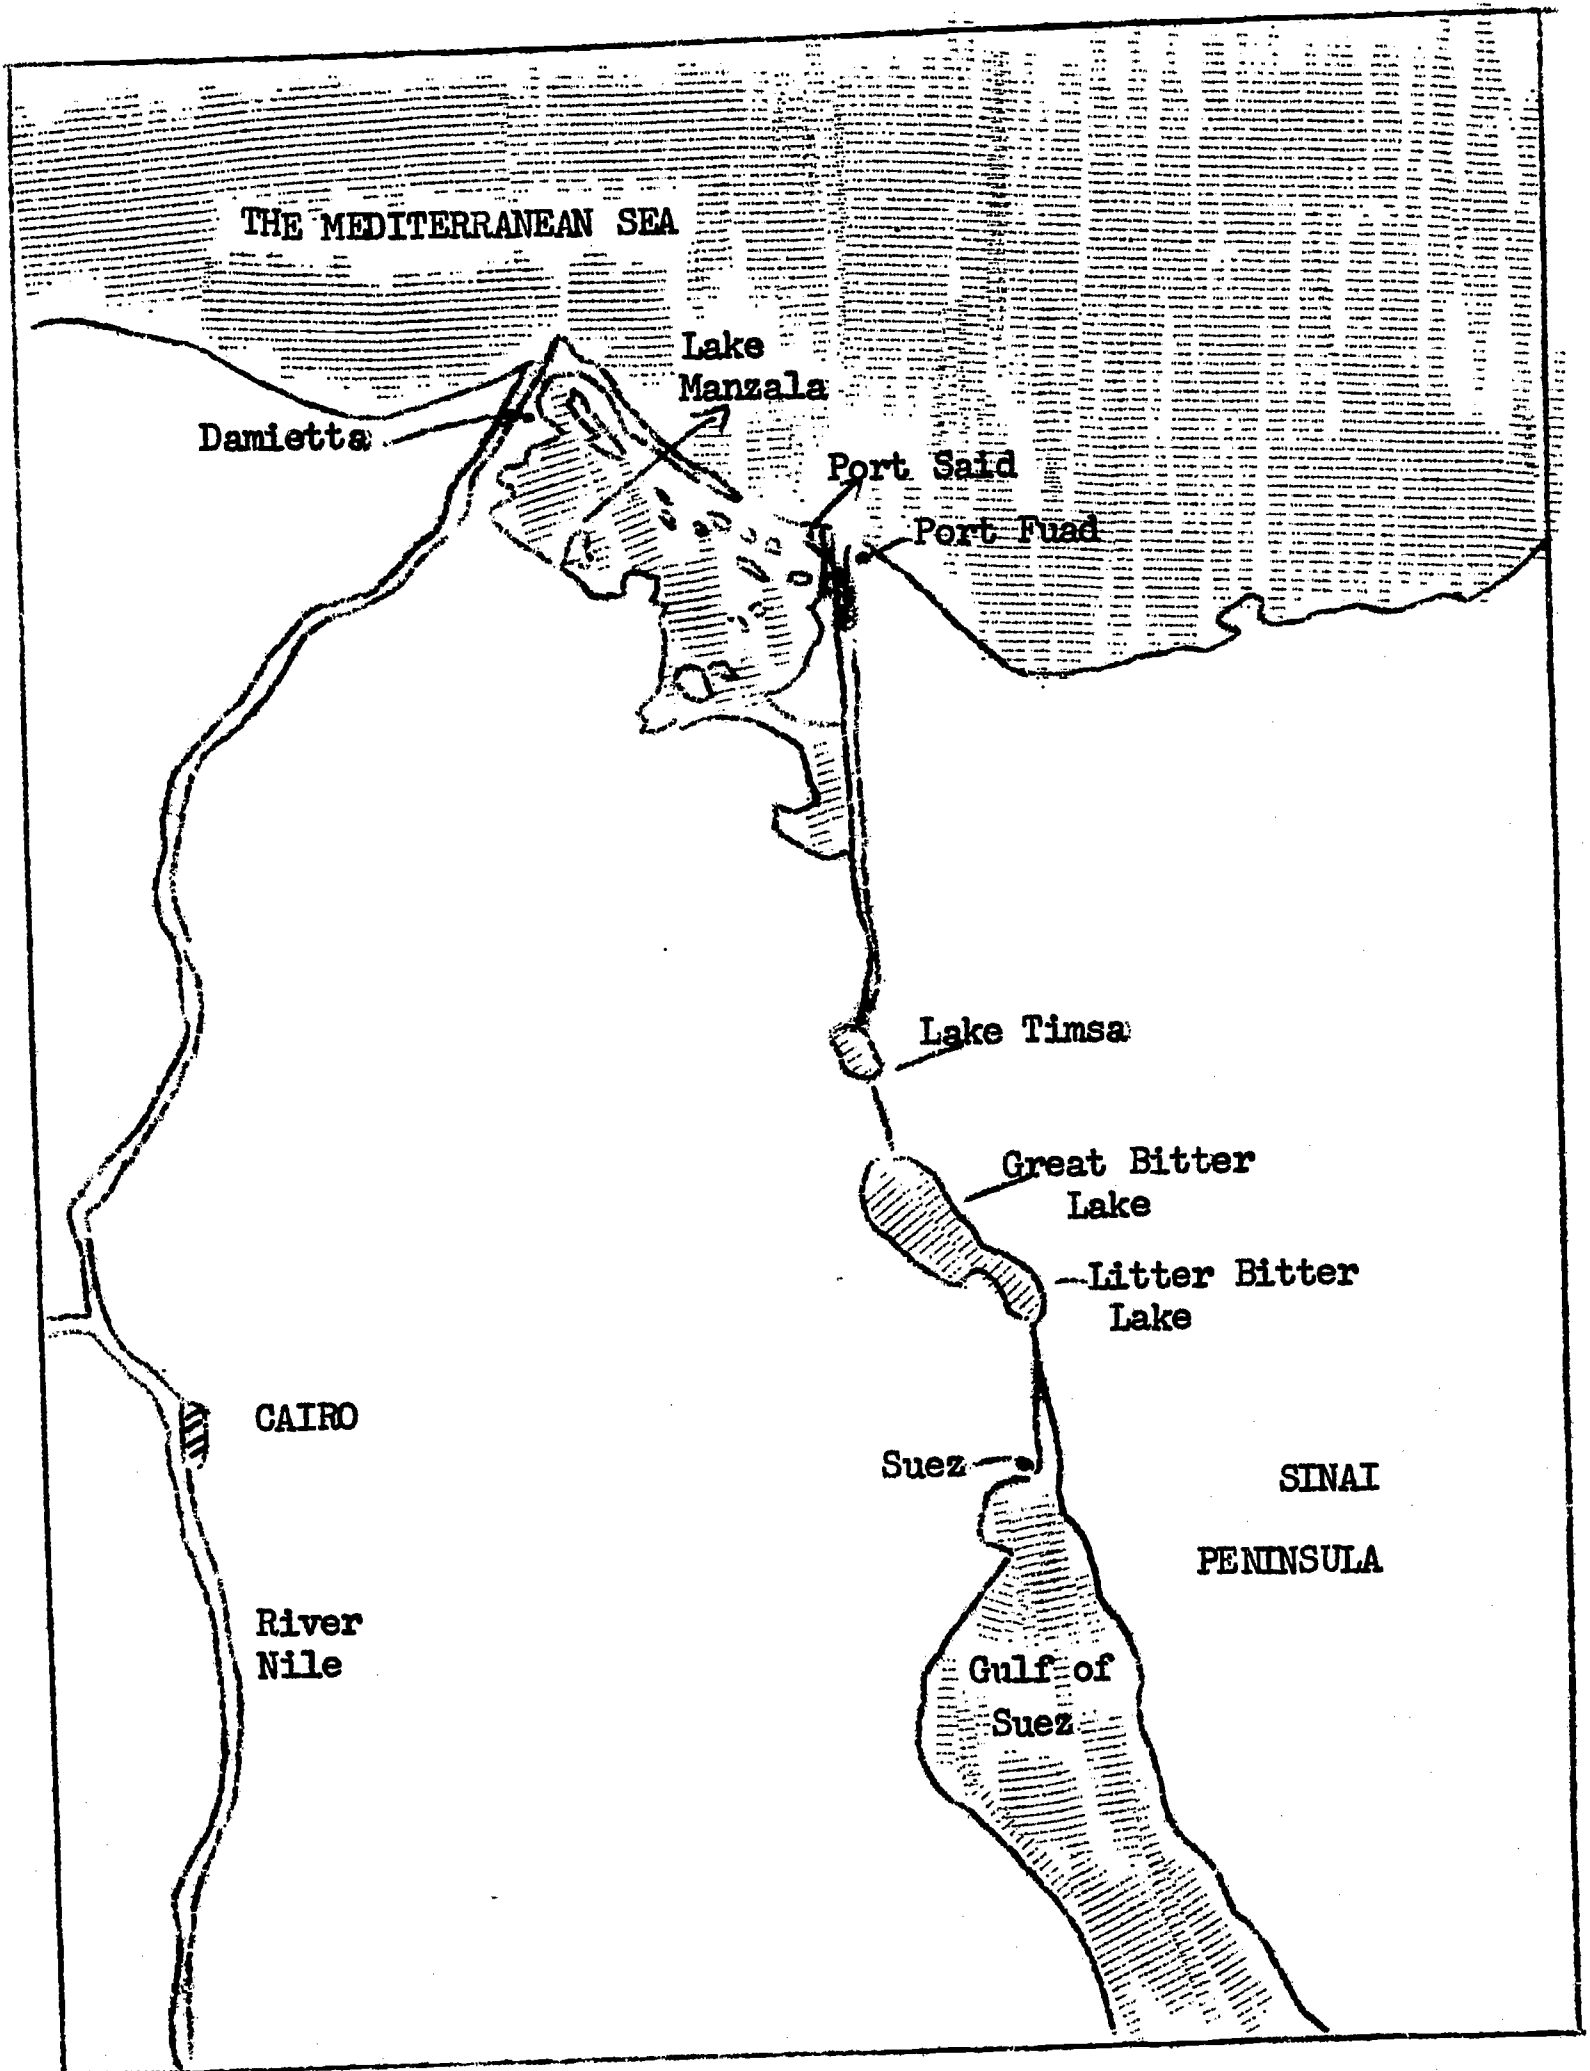 THE MEDITERRANEAN SEA
Lake
Manzala
Damietta
Port Said
Port Fuad
Lake Timsa
Great Bitter
Lake
Litter Bitter
Lake
CAIRO
Suez
SINAI
PENINSULA
River
Nile
Gulf of
Suez